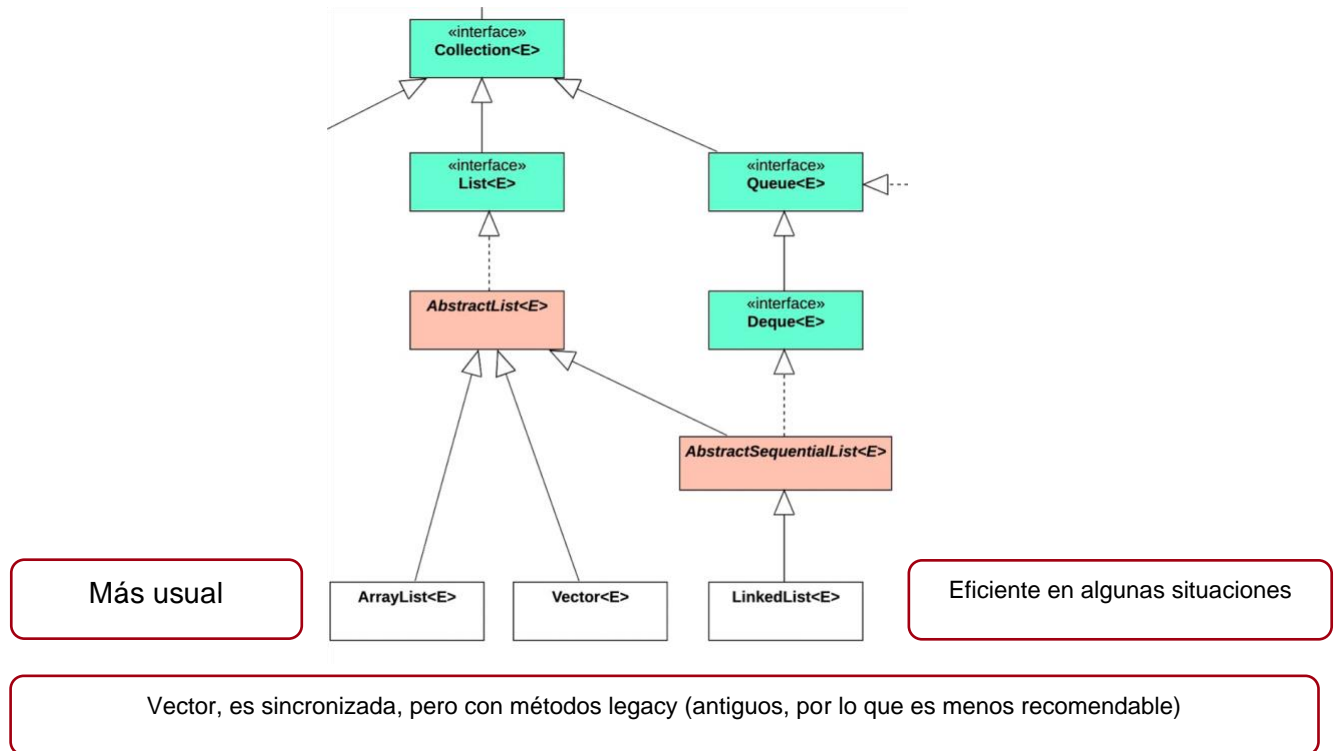 «interface»
Collection<E>
«interface»
List<E>
«interface»
Queue<E>
AbstractList<E>
«interface»
Deque<E>
AbstractSequentialList<E>
Más usual
ArrayList<E>
Vector<E>
LinkedList<E>
Eficiente en algunas situaciones
Vector, es sincronizada, pero con métodos legacy (antiguos, por lo que es menos recomendable)